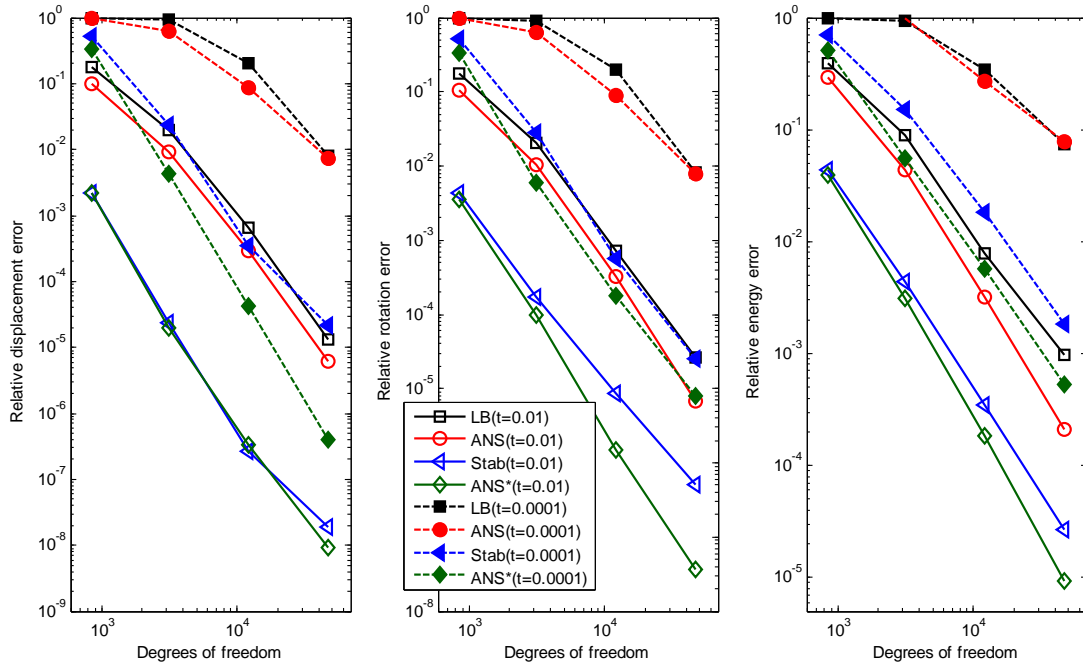 Relative displacement error
10^0
10^-1
10^-2
10^-3
10^-4
10^-5
10^-6
10^-7
10^-8
10^-9
10^3
10^4
Degrees of freedom
Relative rotation error
10^0
10^-1
10^-2
10^-3
10^-4
10^-5
10^-8
10^3
10^4
Degrees of freedom
LB(t=0.01)
ANS(t=0.01)
Stab(t=0.01)
ANS*(t=0.01)
LB(t=0.0001)
ANS(t=0.0001)
Stab(t=0.0001)
ANS*(t=0.0001)
Relative energy error
10^0
10^-1
10^-2
10^-3
10^-4
10^-5
10^3
10^4
Degrees of freedom